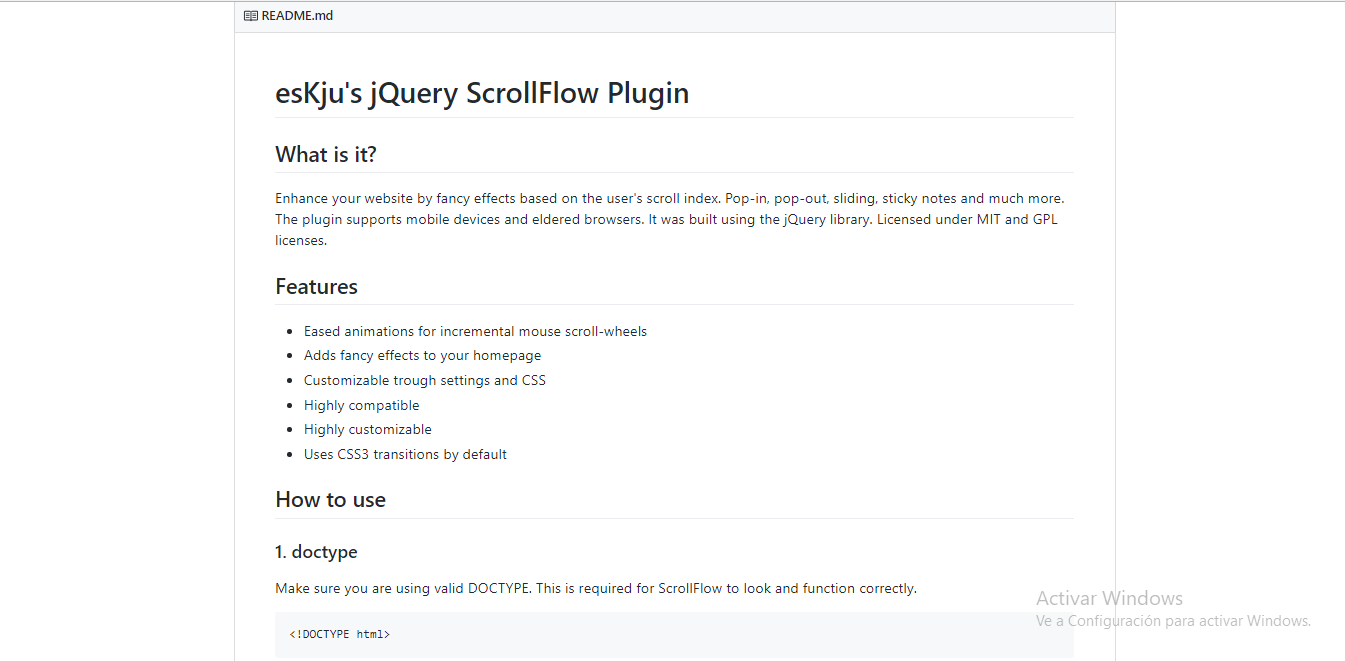 README.md
esKju's jQuery ScrollFlow Plugin
What is it?
Enhance your website by fancy effects based on the user's scroll index. Pop-in, pop-out, sliding, sticky notes and much more.
The plugin supports mobile devices and eldered browsers. It was built using the jQuery library. Licensed under MIT and GPL
licenses.
Features
• Eased animations for incremental mouse scroll-wheels
• Adds fancy effects to your homepage
• Customizable trough settings and CSS
• Highly compatible
• Highly customizable
• Uses CSS3 transitions by default
How to use
1. doctype
Make sure you are using valid DOCTYPE. This is required for ScrollFlow to look and function correctly.
<!DOCTYPE html>
Activar Windows
Ve a Configuración para activar Windows.